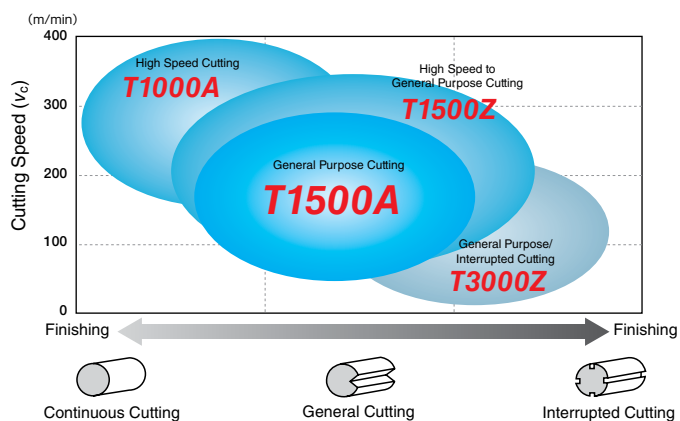 (m/min)
400
300
200
100
0
Cutting Speed (vc)
High Speed Cutting
T1000A
High Speed to
General Purpose Cutting
T1500Z
General Purpose Cutting
T1500A
General Purpose/
Interrupted Cutting
T3000Z
Finishing
Finishing
Continuous Cutting
General Cutting
Interrupted Cutting